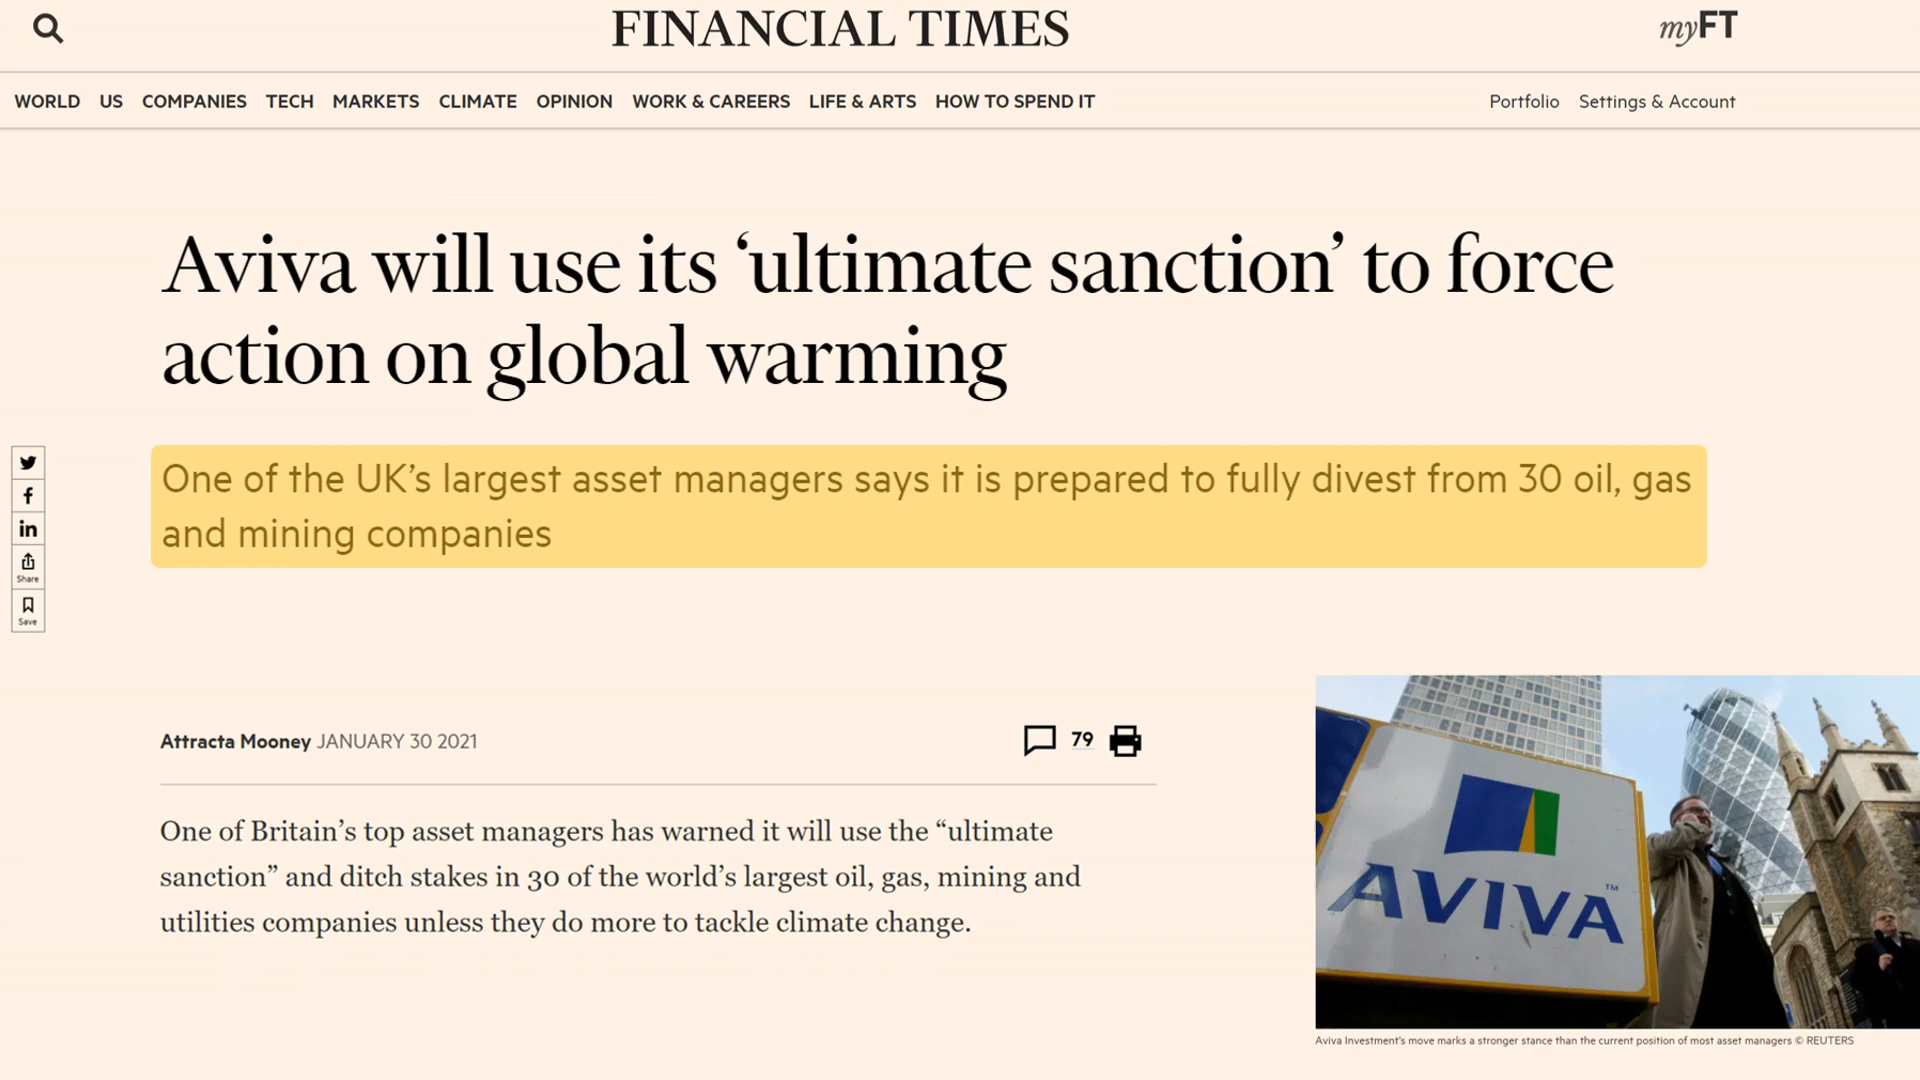 FINANCIAL TIMES
myFT
WORLD US COMPANIES TECH MARKETS CLIMATE OPINION WORK & CAREERS LIFE & ARTS HOW TO SPEND IT
Portfolio Settings & Account
Aviva will use its ‘ultimate sanction’ to force
action on global warming
One of the UK’s largest asset managers says it is prepared to fully divest from 30 oil, gas
and mining companies
Share
Save
Attracta Mooney JANUARY 30 2021
79
One of Britain’s top asset managers has warned it will use the “ultimate
sanction” and ditch stakes in 30 of the world’s largest oil, gas, mining and
utilities companies unless they do more to tackle climate change.
AVIVA™
Aviva Investment’s move marks a stronger stance than the current position of most asset managers © REUTERS